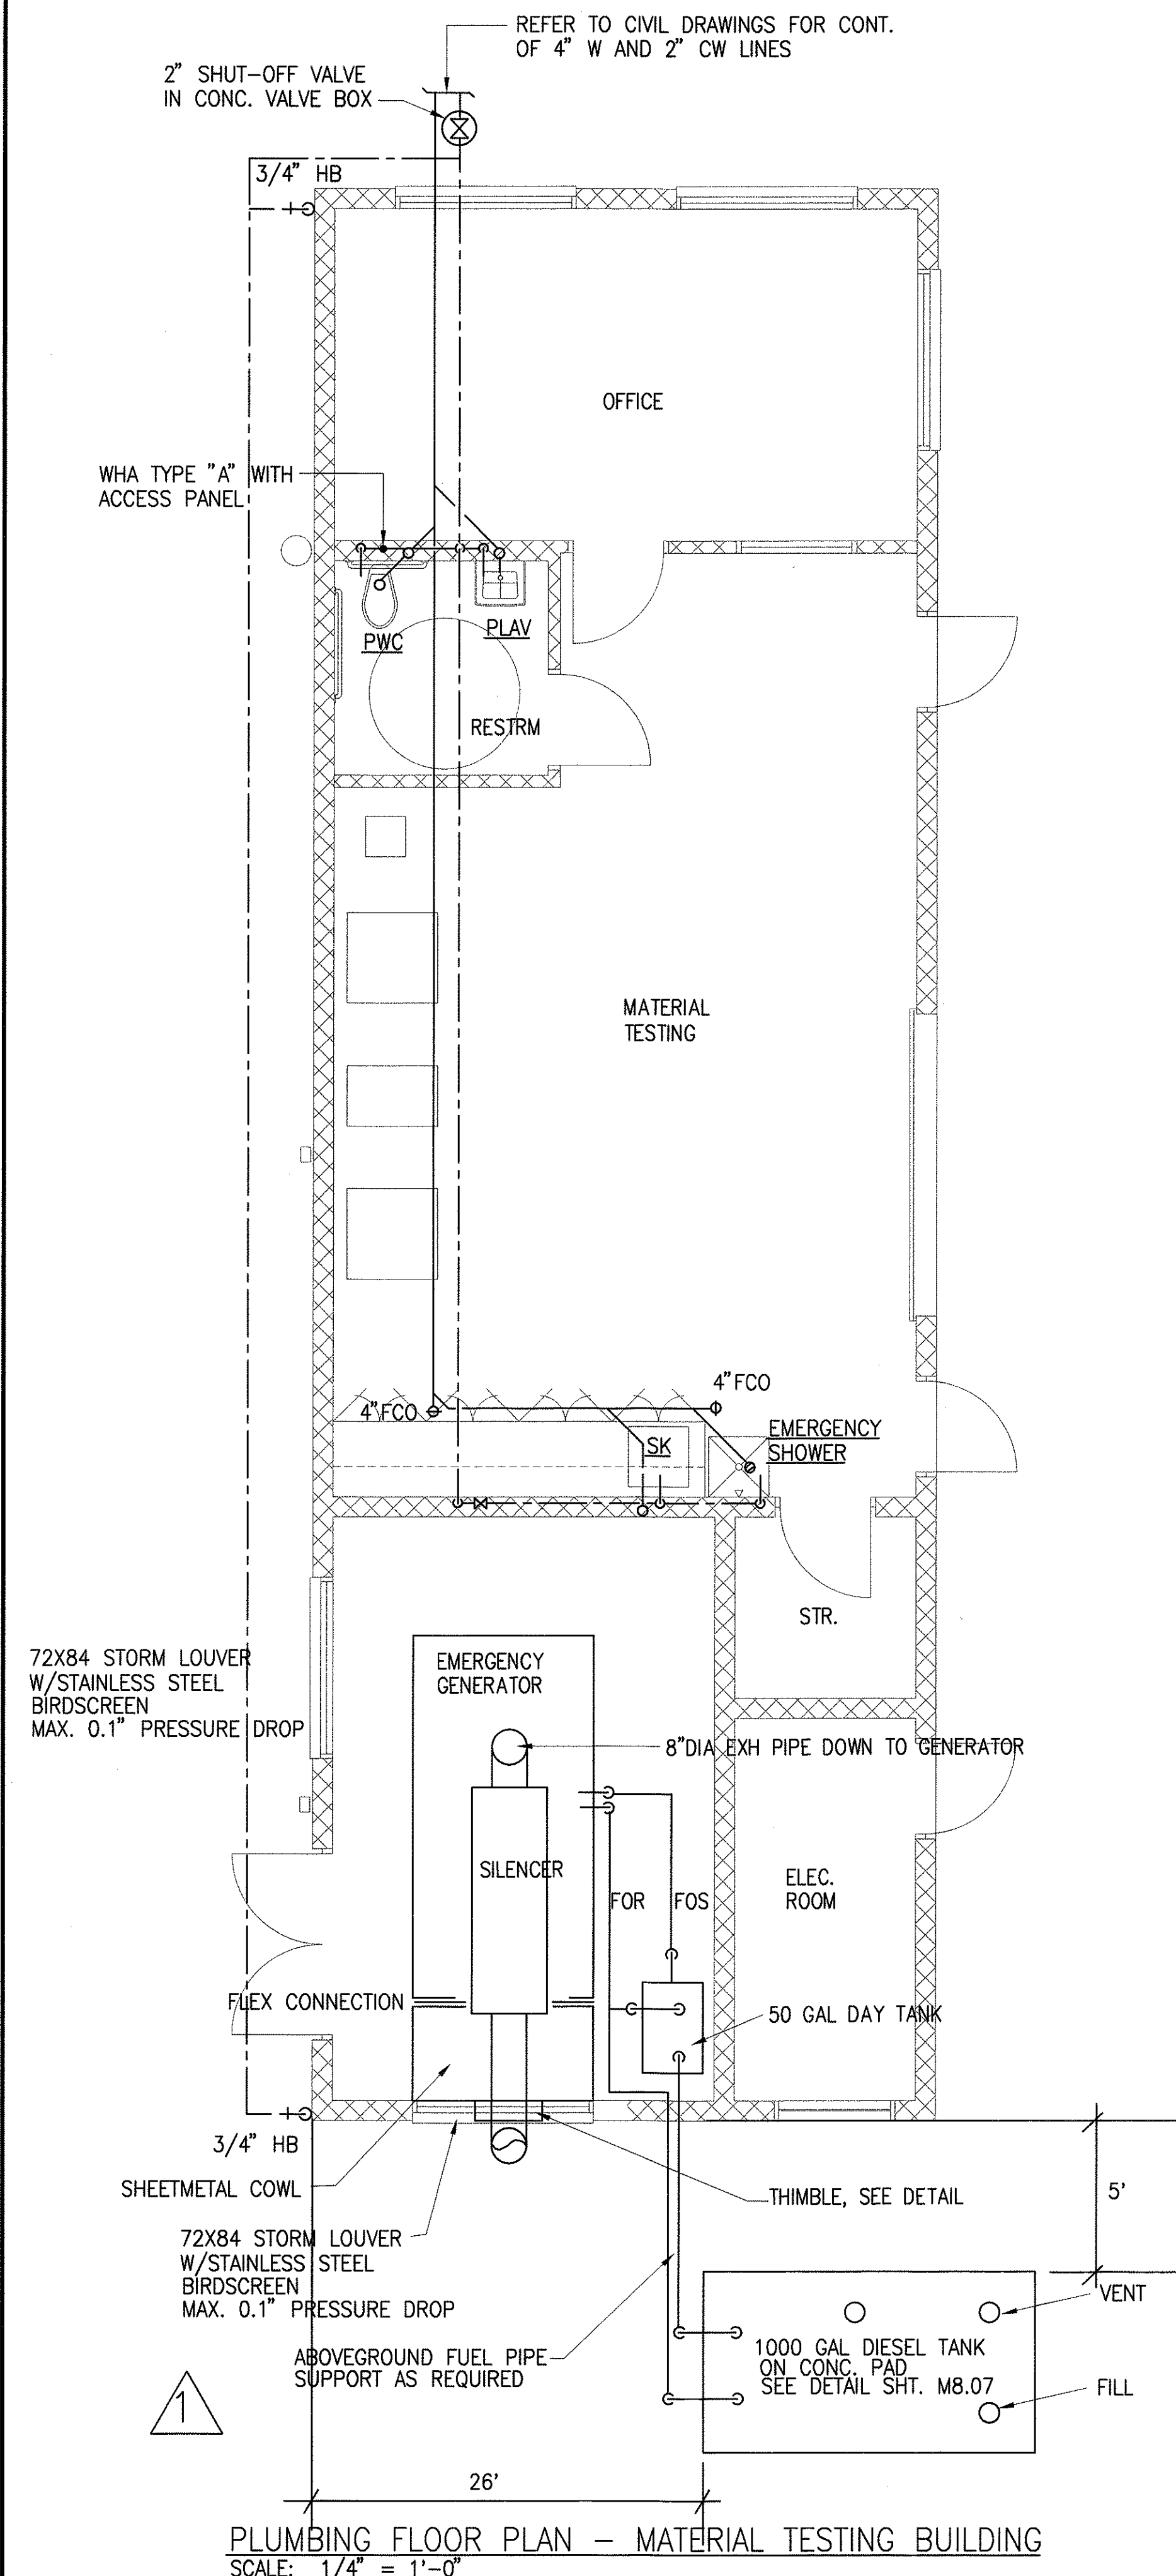 REFER TO CIVIL DRAWINGS FOR CONT.
OF 4" W AND 2" CW LINES
2" SHUT-OFF VALVE
IN CONC. VALVE BOX
3/4" HB
OFFICE
WHA TYPE "A" WITH
ACCESS PANEL
PWC
PLAV
RESTRM
MATERIAL
TESTING
4"FCO
4"FCO
SK
EMERGENCY
SHOWER
STR.
72X84 STORM LOUVER
W/STAINLESS STEEL
BIRDSCREEN
MAX. 0.1" PRESSURE DROP
EMERGENCY
GENERATOR
8"DIA EXH PIPE DOWN TO GENERATOR
SILENCER
FOR
FOS
ELEC.
ROOM
FLEX CONNECTION
50 GAL DAY TANK
3/4" HB
SHEETMETAL COWL
THIMBLE, SEE DETAIL
5'
72X84 STORM LOUVER
W/STAINLESS STEEL
BIRDSCREEN
MAX. 0.1" PRESSURE DROP
VENT
1000 GAL DIESEL TANK
ON CONC. PAD
SEE DETAIL SHT. M8.07
ABOVEGROUND FUEL PIPE
SUPPORT AS REQUIRED
FILL
1
26'
PLUMBING FLOOR PLAN - MATERIAL TESTING BUILDING
SCALE: 1/4" = 1'-0"